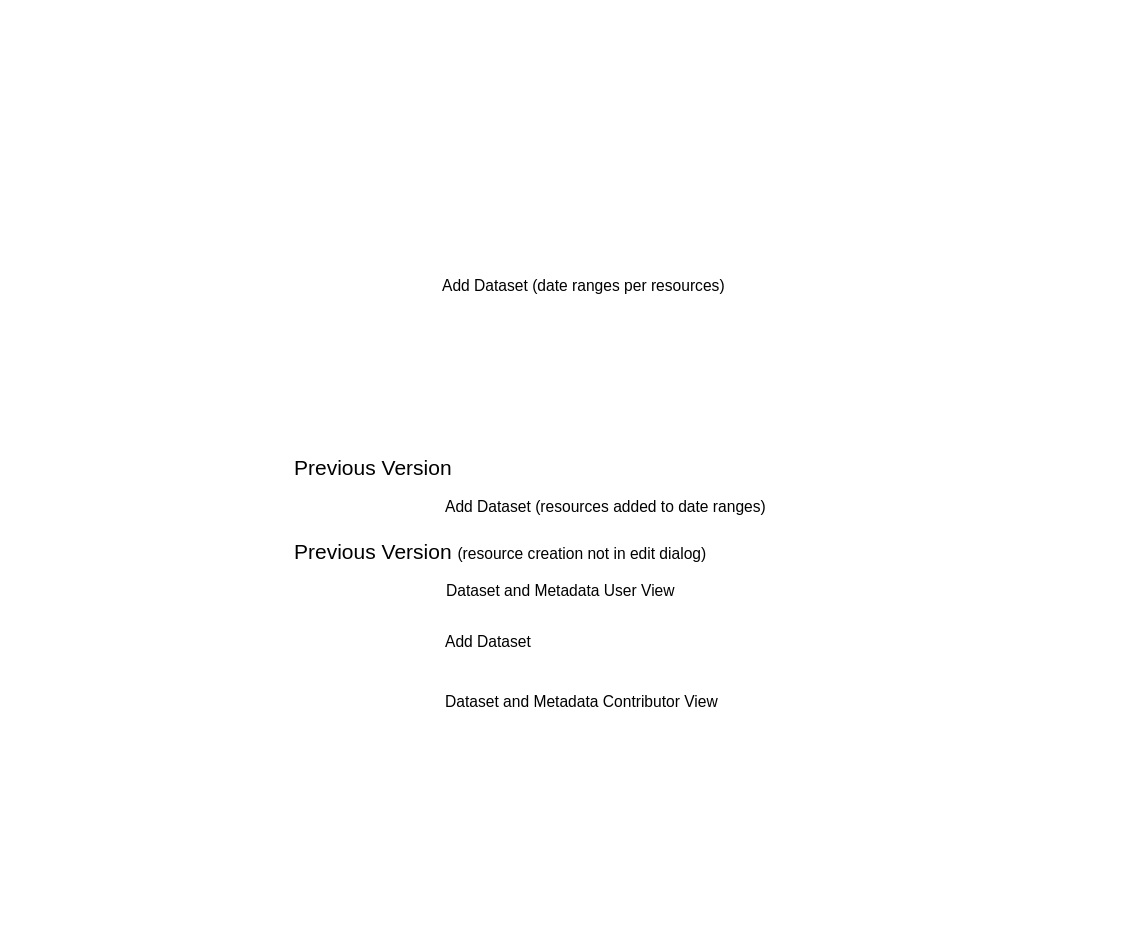 Add Dataset (date ranges per resources)
Previous Version
Add Dataset (resources added to date ranges)
Previous Version (resource creation not in edit dialog)
Dataset and Metadata User View
Add Dataset
Dataset and Metadata Contributor View